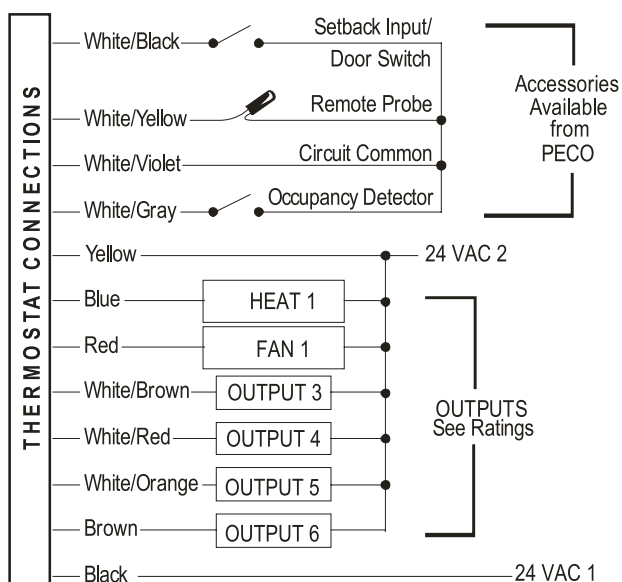 THERMOSTAT CONNECTIONS
White/Black
Setback Input/
Door Switch
White/Yellow
Remote Probe
White/Violet
Circuit Common
White/Gray
Occupancy Detector
Accessories
Available
from
PECO
Yellow
24 VAC 2
Blue
HEAT 1
Red
FAN 1
White/Brown
OUTPUT 3
White/Red
OUTPUT 4
White/Orange
OUTPUT 5
Brown
OUTPUT 6
OUTPUTS
See Ratings
Black
24 VAC 1